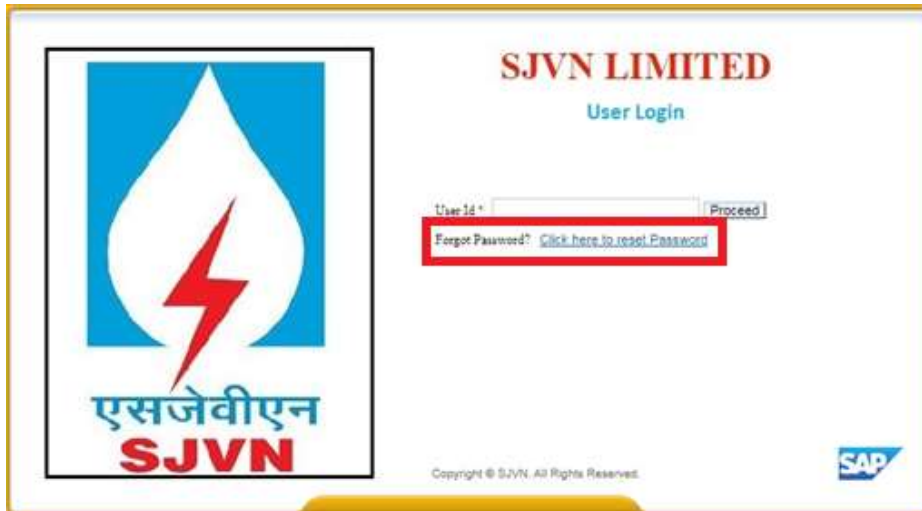 SJVN LIMITED
User Login
User Id *
Proceed
Forgot Password? Click here to reset Password
एसजेवीएन
SJVN
Copyright © SJVN. All Rights Reserved.
SAP